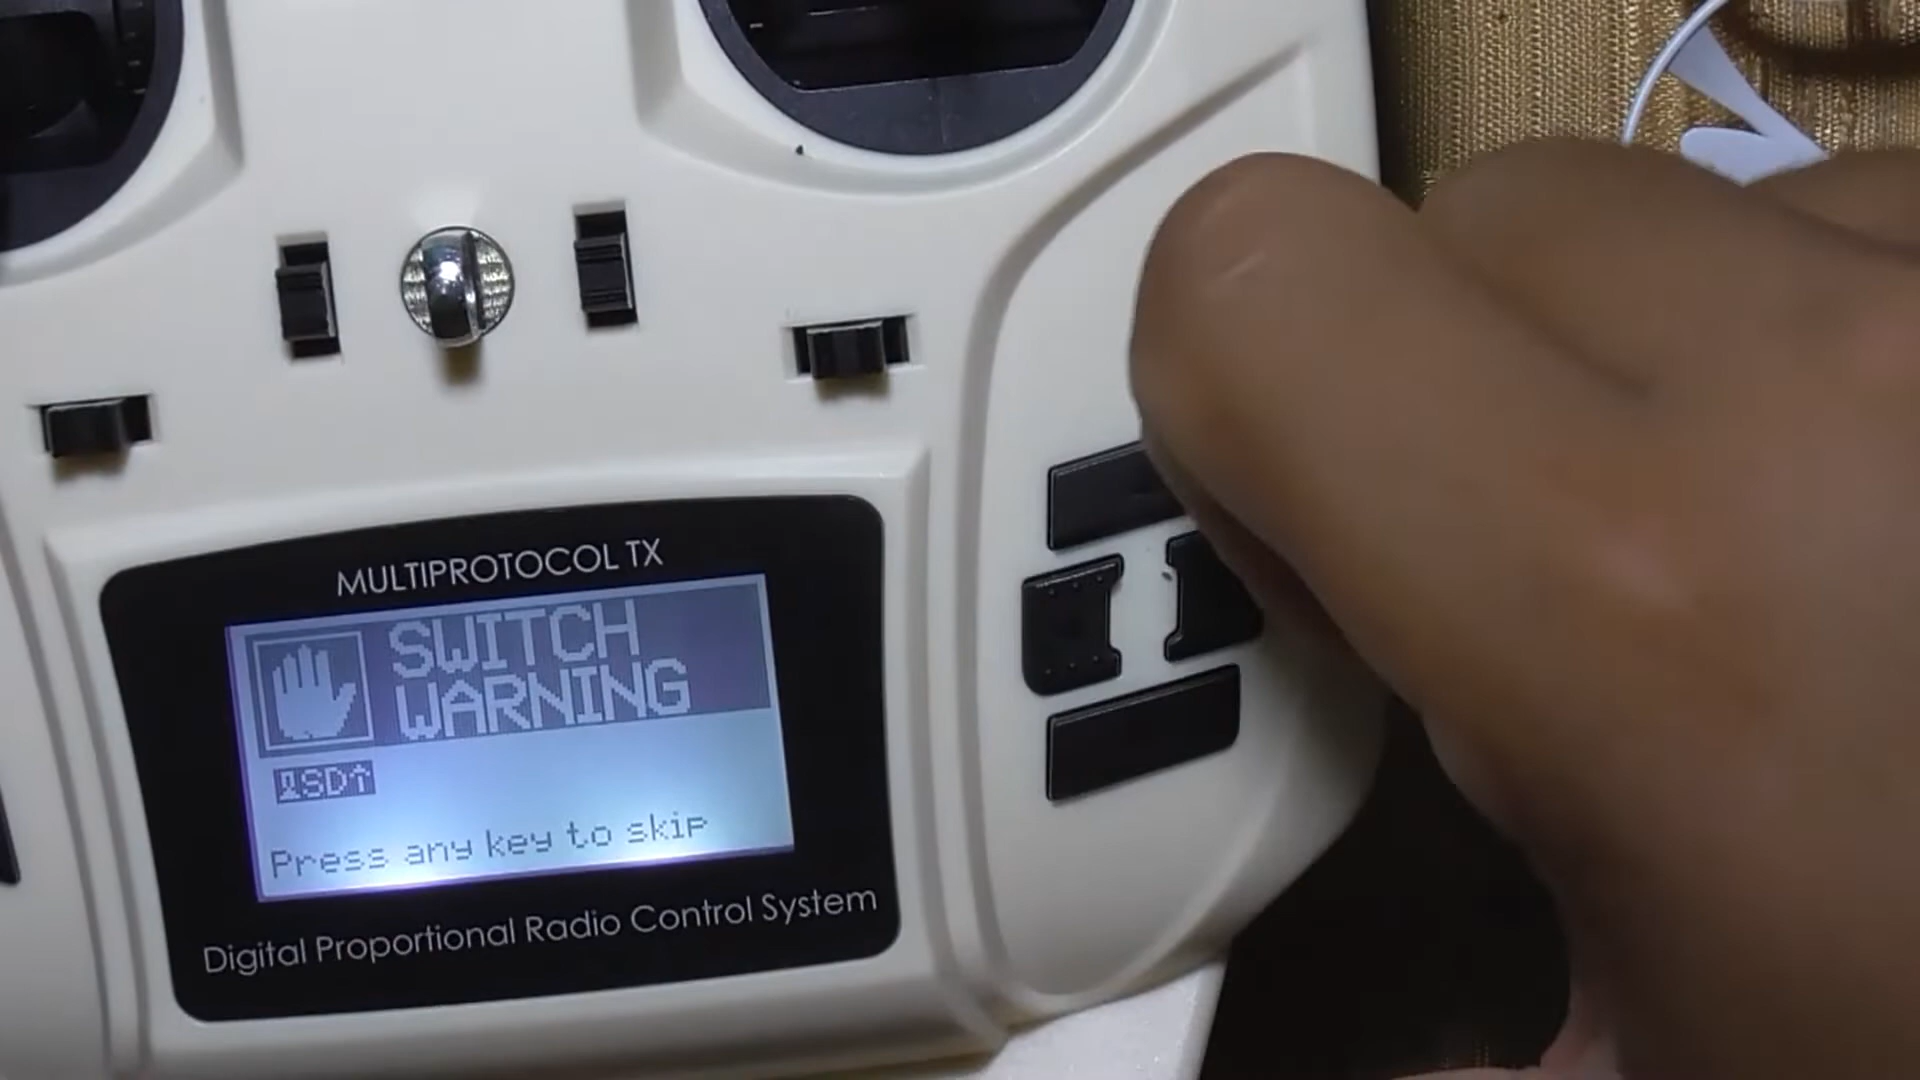 MULTIPROTOCOL TX
SWITCH
WARNING
SD↑
Press any key to skip
Digital Proportional Radio Control System